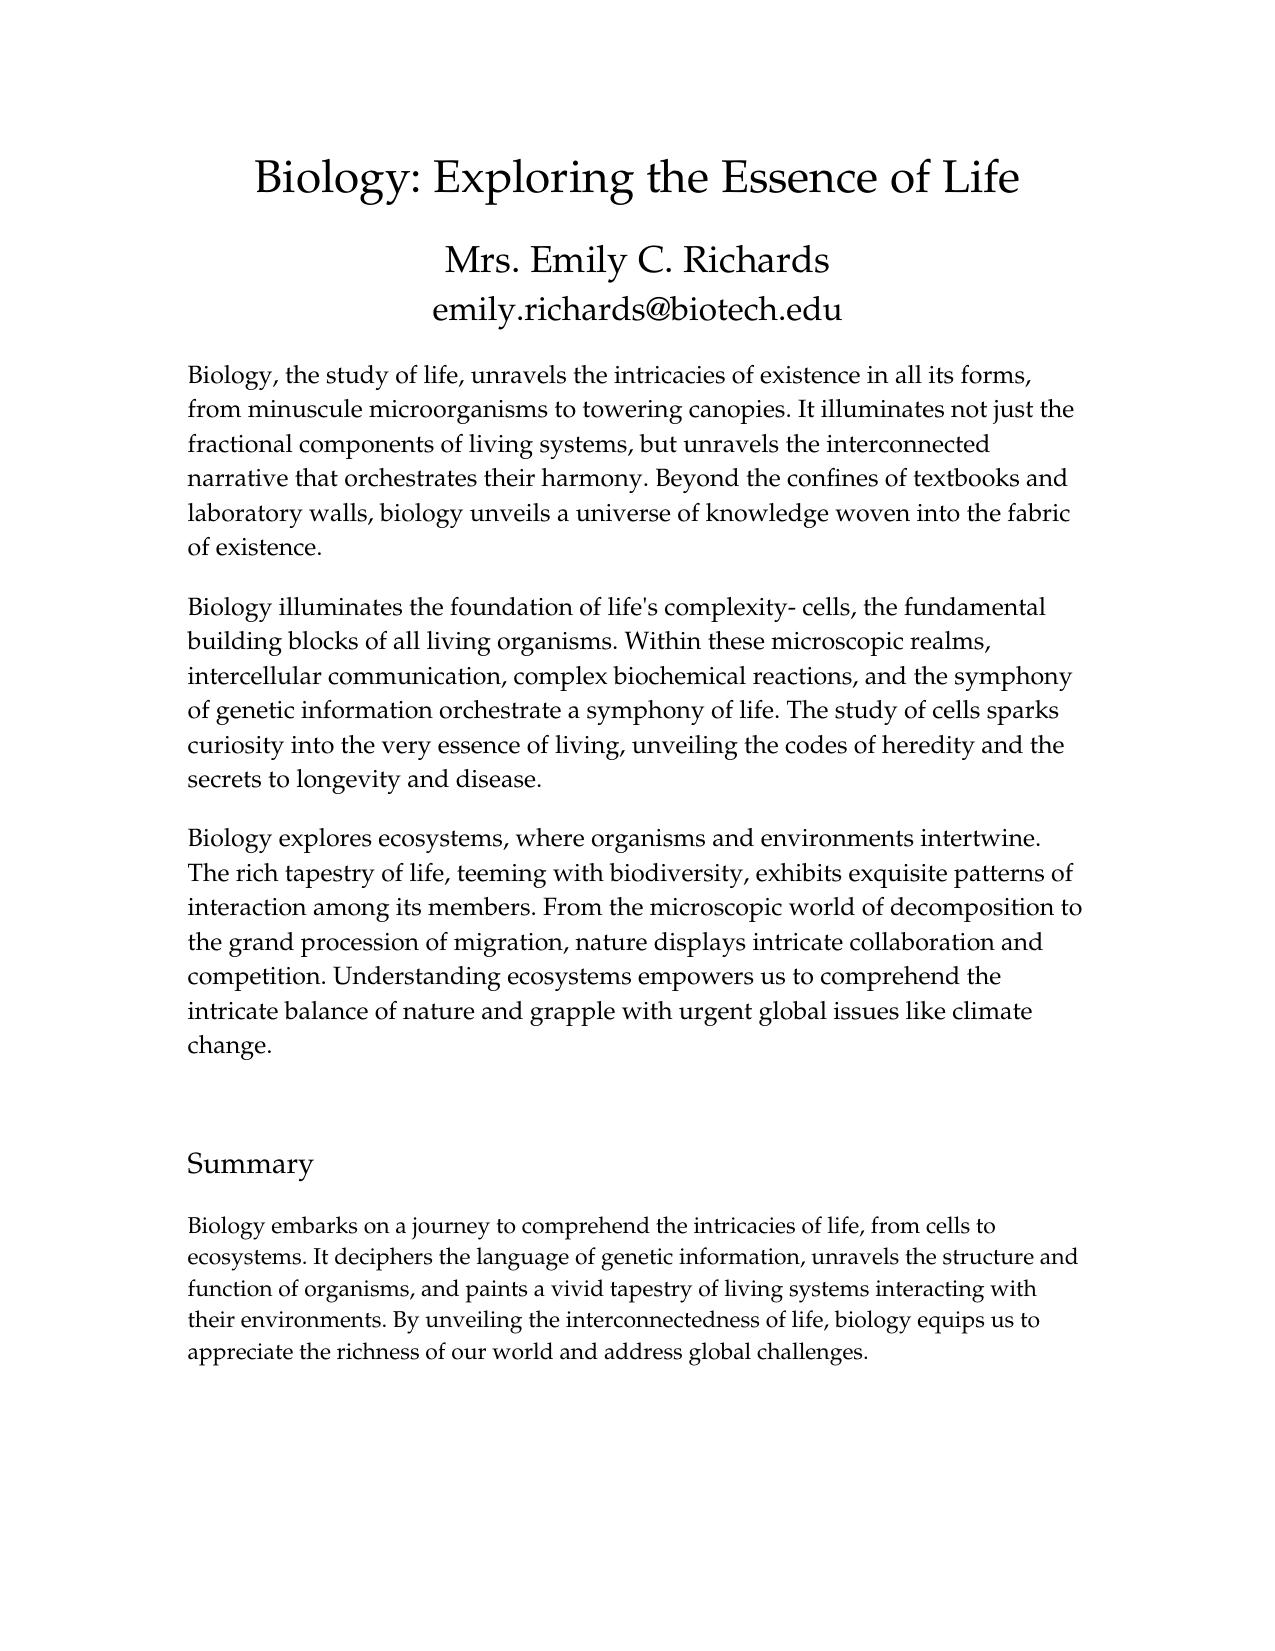 Biology: Exploring the Essence of Life
Mrs. Emily C. Richards
emily.richards@biotech.edu
Biology, the study of life, unravels the intricacies of existence in all its forms,
from minuscule microorganisms to towering canopies. It illuminates not just the
fractional components of living systems, but unravels the interconnected
narrative that orchestrates their harmony. Beyond the confines of textbooks and
laboratory walls, biology unveils a universe of knowledge woven into the fabric
of existence.
Biology illuminates the foundation of life's complexity- cells, the fundamental
building blocks of all living organisms. Within these microscopic realms,
intercellular communication, complex biochemical reactions, and the symphony
of genetic information orchestrate a symphony of life. The study of cells sparks
curiosity into the very essence of living, unveiling the codes of heredity and the
secrets to longevity and disease.
Biology explores ecosystems, where organisms and environments intertwine.
The rich tapestry of life, teeming with biodiversity, exhibits exquisite patterns of
interaction among its members. From the microscopic world of decomposition to
the grand procession of migration, nature displays intricate collaboration and
competition. Understanding ecosystems empowers us to comprehend the
intricate balance of nature and grapple with urgent global issues like climate
change.
Summary
Biology embarks on a journey to comprehend the intricacies of life, from cells to
ecosystems. It deciphers the language of genetic information, unravels the structure and
function of organisms, and paints a vivid tapestry of living systems interacting with
their environments. By unveiling the interconnectedness of life, biology equips us to
appreciate the richness of our world and address global challenges.